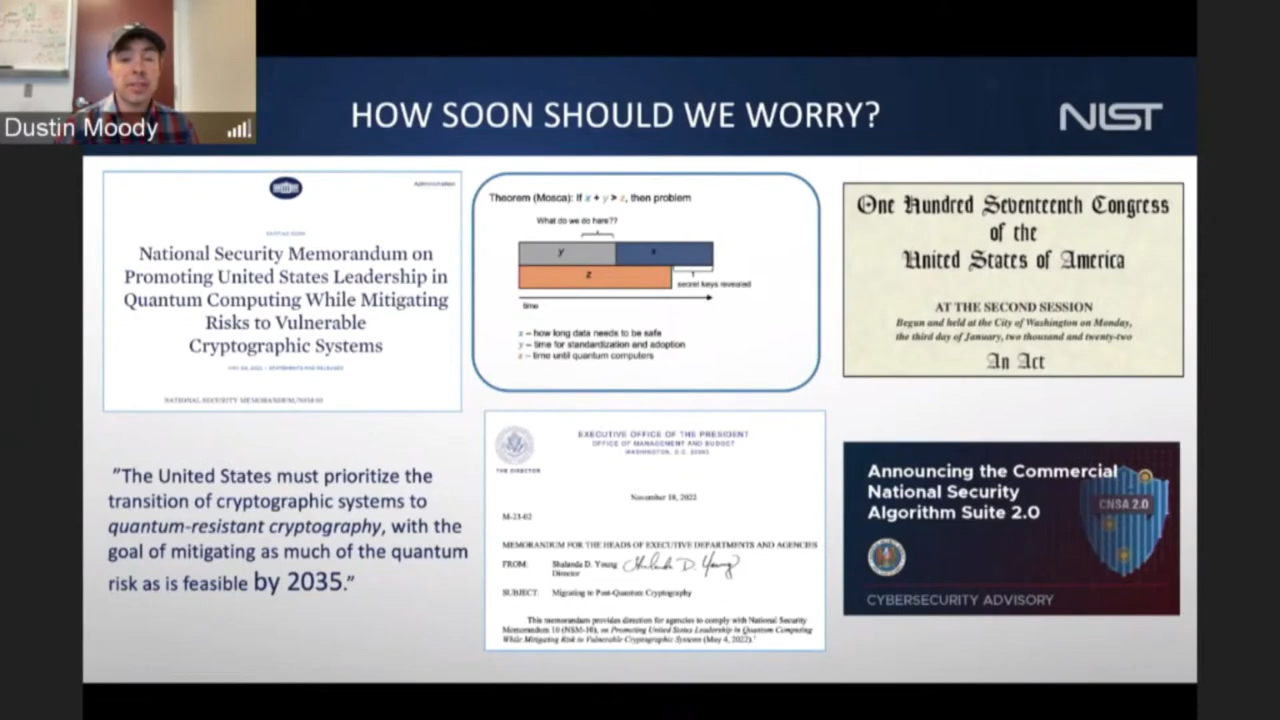 Dustin Moody
HOW SOON SHOULD WE WORRY?
NIST
Administration
National Security Memorandum on
Promoting United States Leadership in
Quantum Computing While Mitigating
Risks to Vulnerable
Cryptographic Systems
MAY 04, 2022 • STATEMENTS AND RELEASES
NATIONAL SECURITY MEMORANDUM/NSM-10
"The United States must prioritize the
transition of cryptographic systems to
quantum-resistant cryptography, with the
goal of mitigating as much of the quantum
risk as is feasible by 2035."
Theorem (Mosca): If x + y > z, then problem
What do we do here??
y
x
z
secret keys revealed
time
x – how long data needs to be safe
y – time for standardization and adoption
z – time until quantum computers
EXECUTIVE OFFICE OF THE PRESIDENT
OFFICE OF MANAGEMENT AND BUDGET
WASHINGTON, D.C. 20503
THE DIRECTOR
November 18, 2022
M-23-02
MEMORANDUM FOR THE HEADS OF EXECUTIVE DEPARTMENTS AND AGENCIES
FROM: Shalanda D. Young Shalanda D. Young
Director
SUBJECT: Migrating to Post-Quantum Cryptography
This memorandum provides direction for agencies to comply with National Security
Memorandum 10 (NSM-10), on Promoting United States Leadership in Quantum Computing
While Mitigating Risk to Vulnerable Cryptographic Systems (May 4, 2022).¹
One Hundred Seventeenth Congress
of the
United States of America
AT THE SECOND SESSION
Begun and held at the City of Washington on Monday,
the third day of January, two thousand and twenty-two
An Act
Announcing the Commercial
National Security
Algorithm Suite 2.0
CNSA 2.0
CYBERSECURITY ADVISORY